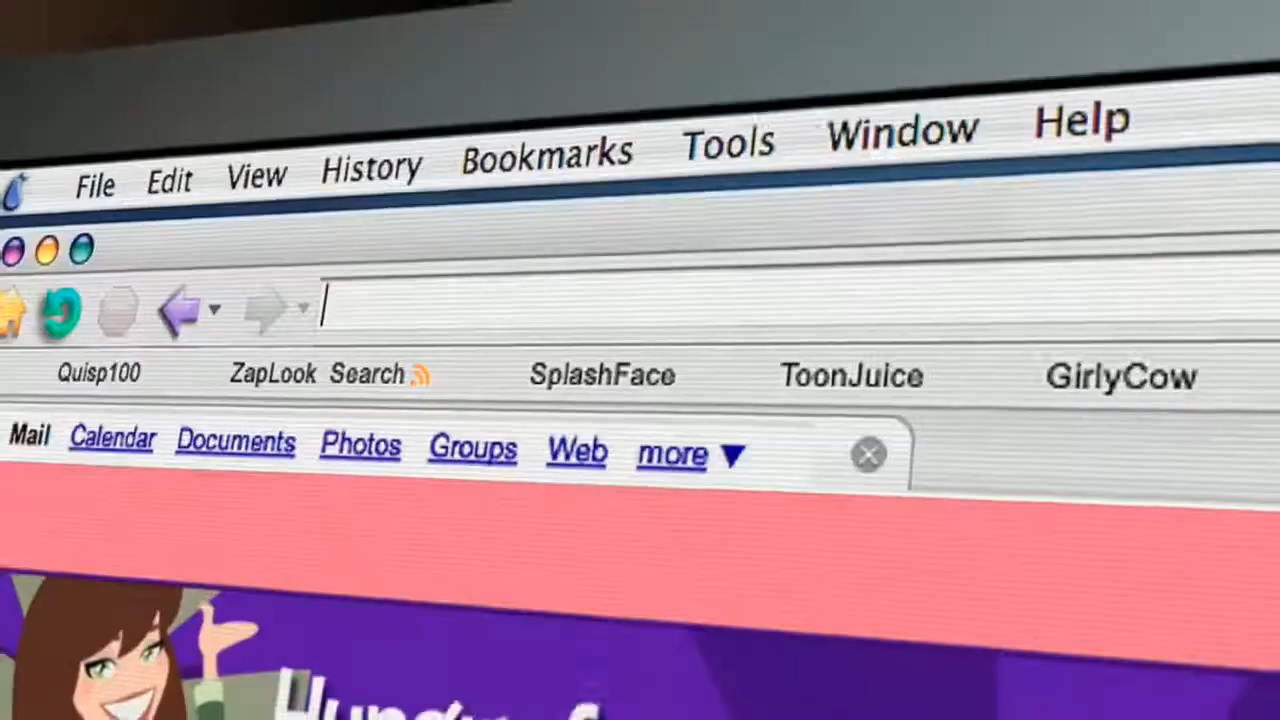 File Edit View History Bookmarks Tools Window Help
Quisp100 ZapLook Search SplashFace ToonJuice GirlyCow
Mail Calendar Documents Photos Groups Web more